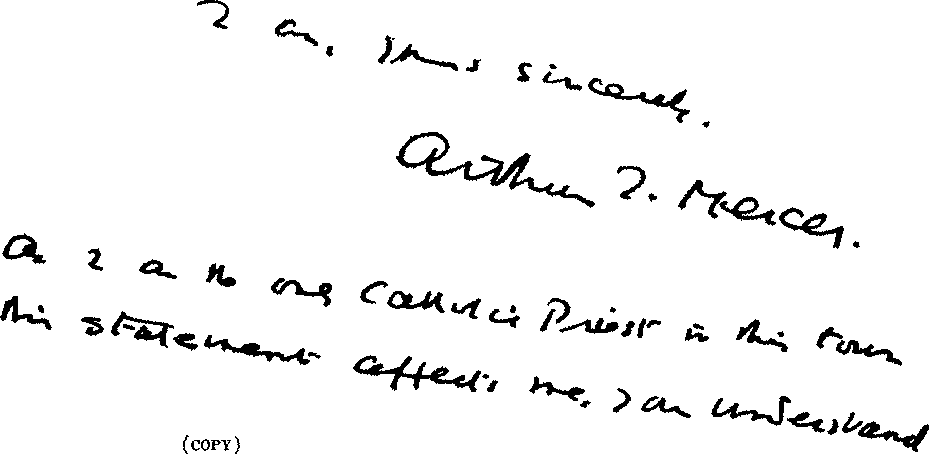 I am, yours sincerely.
Arthur J. Mercer.
As I am the only Catholic Priest in this town
this statement affects me, you understand
(COPY)